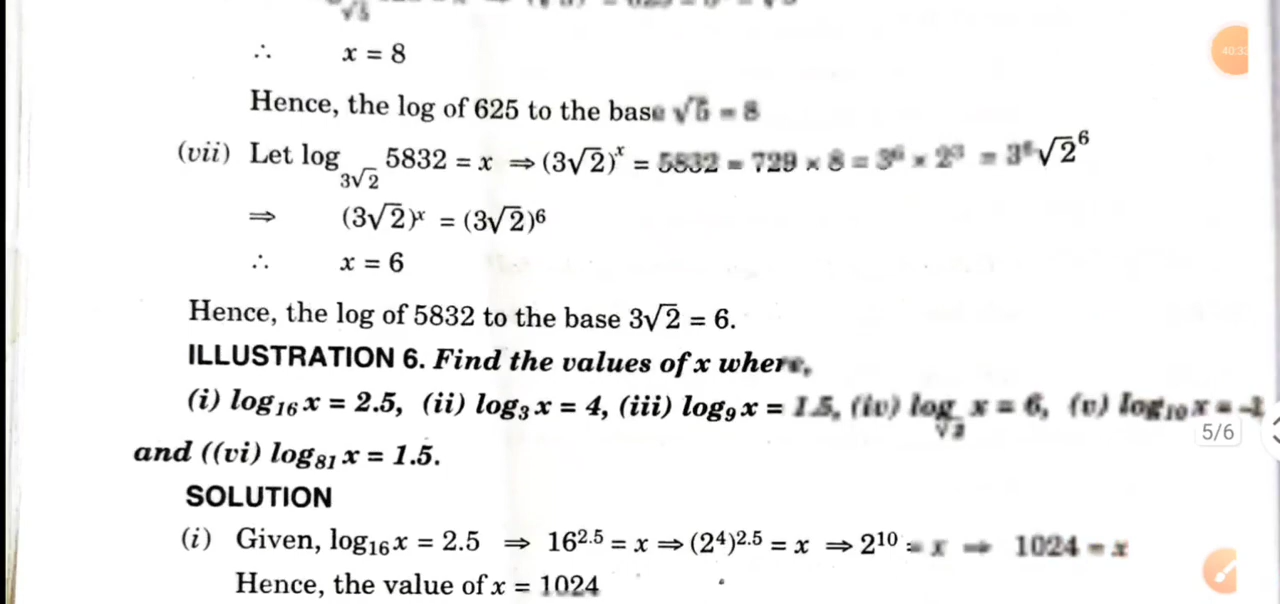 ∴ x = 8
Hence, the log of 625 to the base √5 = 8
(vii) Let log 3√2 5832 = x ⇒ (3√2)^x = 5832 = 729 × 8 = 3^6 × 2^3 = 3^6 √2^6
⇒ (3√2)^x = (3√2)^6
∴ x = 6
Hence, the log of 5832 to the base 3√2 = 6.
ILLUSTRATION 6. Find the values of x where,
(i) log₁₆ x = 2.5, (ii) log₃ x = 4, (iii) log₉ x = 1.5, (iv) log x = 6, (v) log₁₀ x = -1
and ((vi) log₈₁ x = 1.5.
5/6
SOLUTION
(i) Given, log₁₆ x = 2.5 ⇒ 16^2.5 = x ⇒ (2^4)^2.5 = x ⇒ 2^10 = x ⇒ 1024 = x
Hence, the value of x = 1024